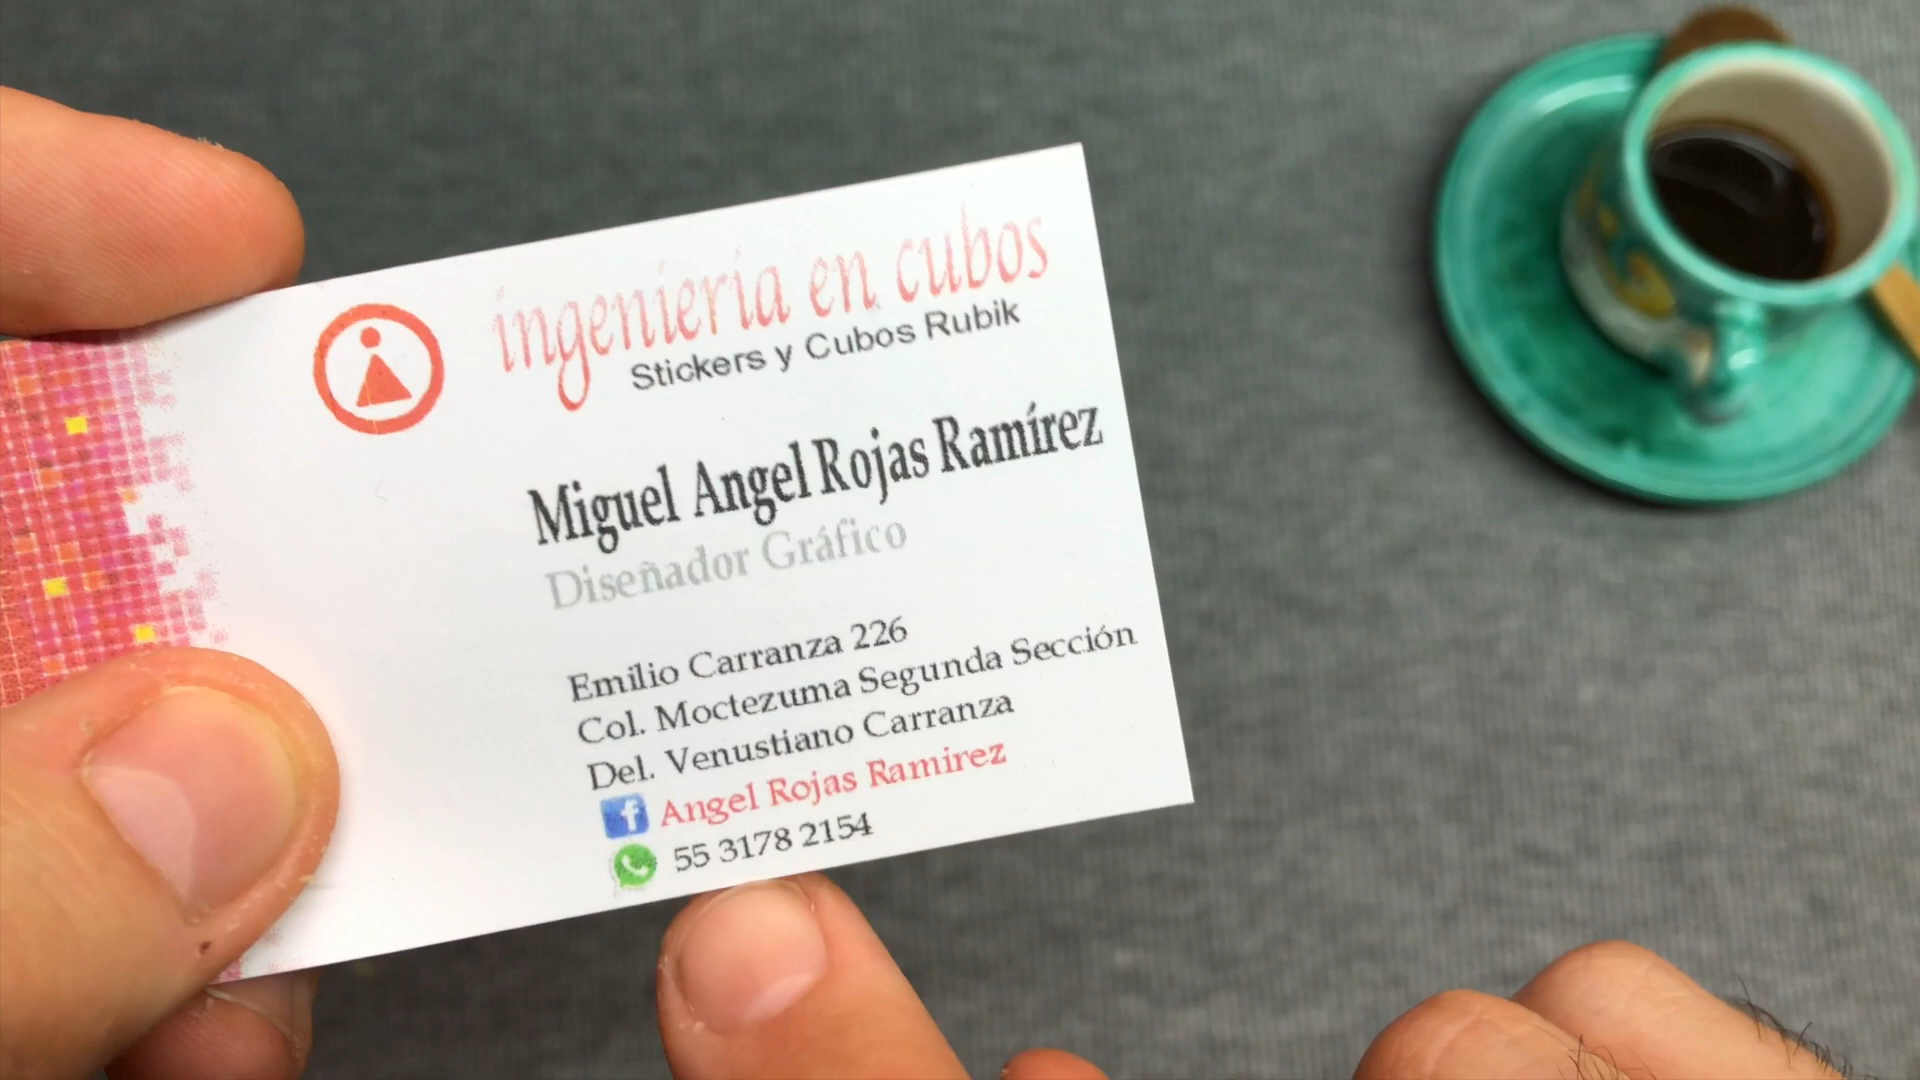 ingeniería en cubos
Stickers y Cubos Rubik
Miguel Angel Rojas Ramírez
Diseñador Gráfico
Emilio Carranza 226
Col. Moctezuma Segunda Sección
Del. Venustiano Carranza
f Angel Rojas Ramirez
55 3178 2154